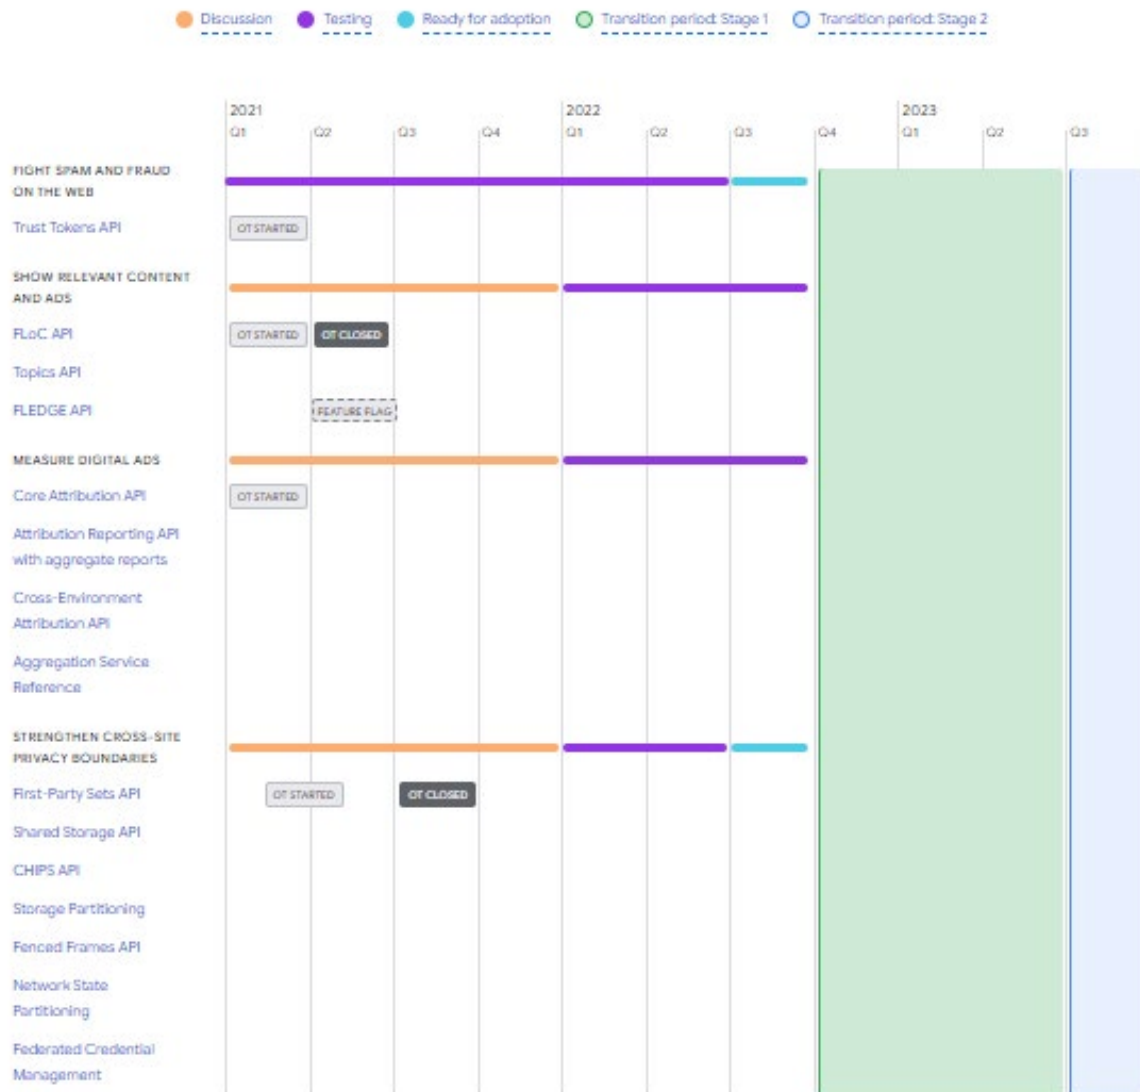 Discussion Testing Ready for adoption Transition period: Stage 1 Transition period: Stage 2
2021 2022 2023
Q1 Q2 Q3 Q4 Q1 Q2 Q3 Q4 Q1 Q2 Q3
FIGHT SPAM AND FRAUD
ON THE WEB
Trust Tokens API OT STARTED
SHOW RELEVANT CONTENT
AND ADS
FLoC API OT STARTED OT CLOSED
Topics API
FLEDGE API FEATURE FLAG
MEASURE DIGITAL ADS
Core Attribution API OT STARTED
Attribution Reporting API
with aggregate reports
Cross-Environment
Attribution API
Aggregation Service
Reference
STRENGTHEN CROSS-SITE
PRIVACY BOUNDARIES
First-Party Sets API OT STARTED OT CLOSED
Shared Storage API
CHIPS API
Storage Partitioning
Fenced Frames API
Network State
Partitioning
Federated Credential
Management